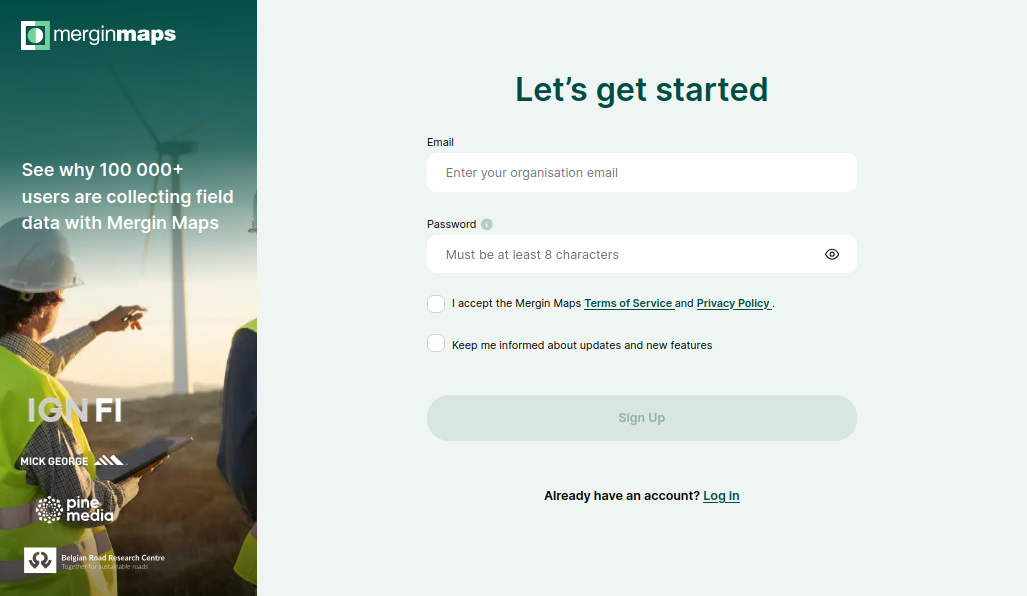 merginmaps
See why 100 000+
users are collecting field
data with Mergin Maps
IGN FI
MICK GEORGE
pine
media
Belgian Road Research Centre
Together for sustainable roads
Let’s get started
Email
Enter your organisation email
Password
Must be at least 8 characters
I accept the Mergin Maps Terms of Service and Privacy Policy .
Keep me informed about updates and new features
Sign Up
Already have an account? Log in